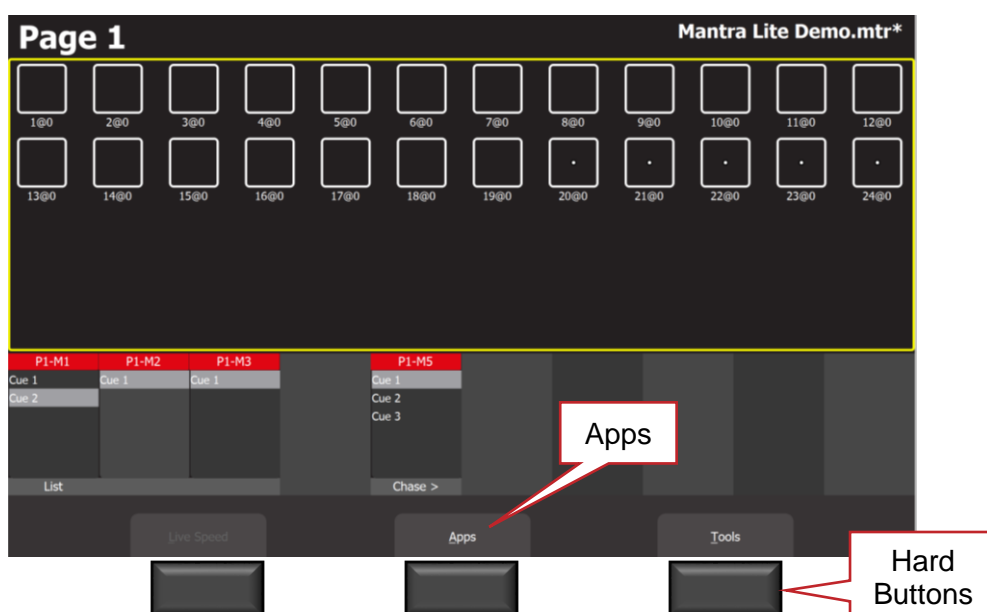 Page 1
Mantra Lite Demo.mtr*
1@0 2@0 3@0 4@0 5@0 6@0 7@0 8@0 9@0 10@0 11@0 12@0
13@0 14@0 15@0 16@0 17@0 18@0 19@0 20@0 21@0 22@0 23@0 24@0
P1-M1 P1-M2 P1-M3 P1-M5
Cue 1 Cue 1 Cue 1 Cue 1
Cue 2 Cue 2
Cue 3
Apps
List Chase >
Live Speed Apps Tools
Hard
Buttons